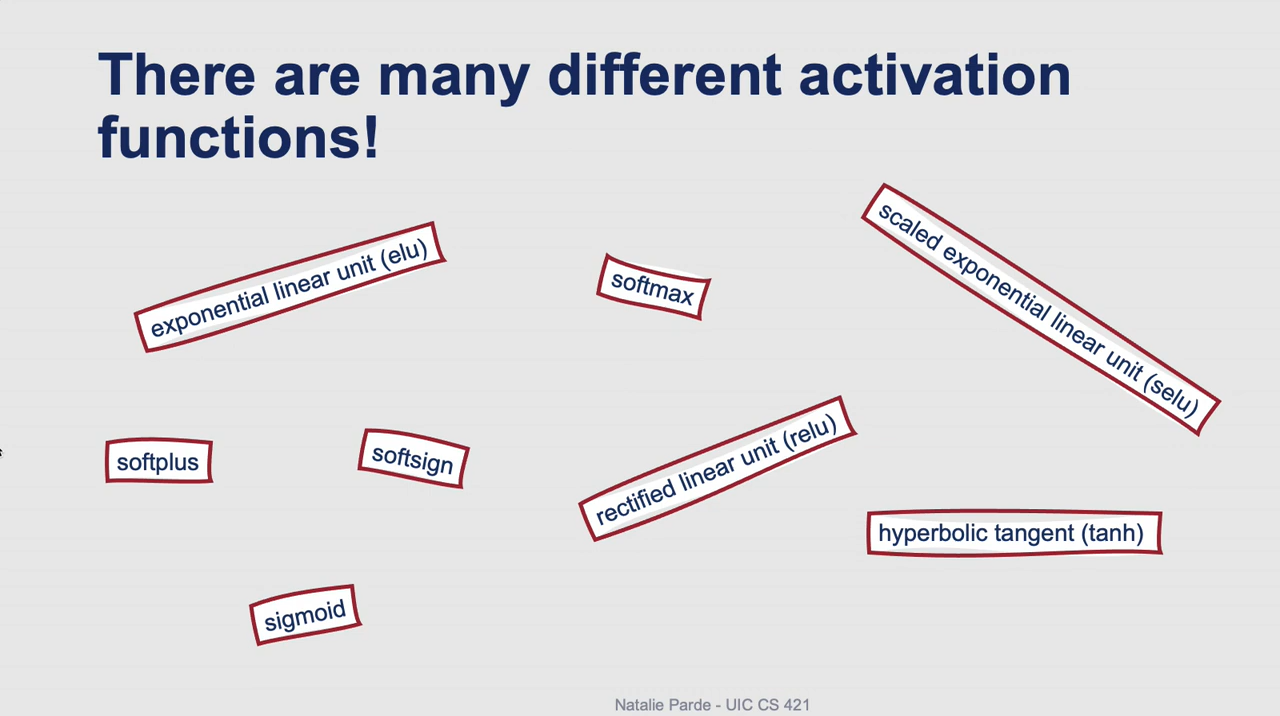 There are many different activation
functions!
exponential linear unit (elu)
softmax
scaled exponential linear unit (selu)
softplus
softsign
rectified linear unit (relu)
hyperbolic tangent (tanh)
sigmoid
Natalie Parde - UIC CS 421